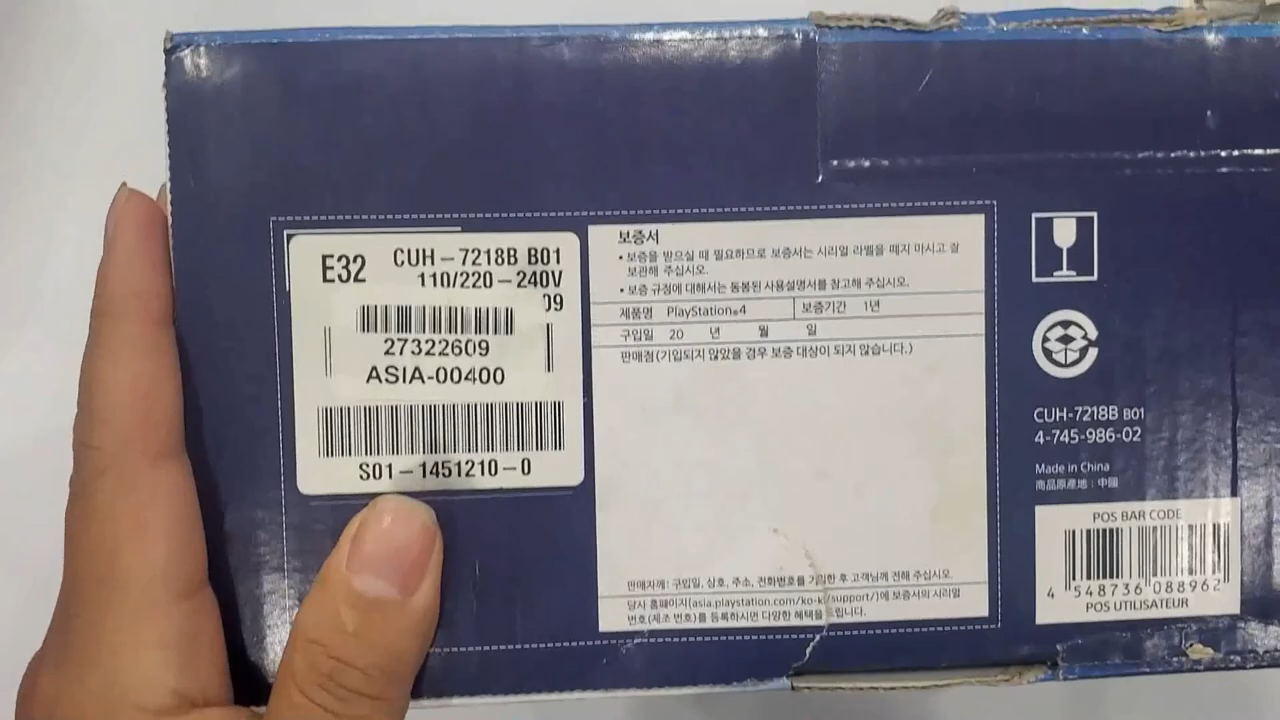 E32
CUH-7218B B01
110/220-240V
09
27322609
ASIA-00400
S01-1451210-0
보증서
• 보증을 받으실 때 필요하므로 보증서는 시리얼 라벨을 떼지 마시고 잘
보관해 주십시오.
• 보증 규정에 대해서는 동봉된 사용설명서를 참고해 주십시오.
제품명 PlayStation®4 보증기간 1년
구입일 20 년 월 일
판매점(기입되지 않았을 경우 보증 대상이 되지 않습니다.)
판매자께: 구입일, 상호, 주소, 전화번호를 기입한 후 고객님께 전해 주십시오.
당사 홈페이지(asia.playstation.com/ko-kr/support/)에 보증서의 시리얼
번호(제조 번호)를 등록하시면 다양한 혜택을 드립니다.
CUH-7218B B01
4-745-986-02
Made in China
商品原產地：中國
POS BAR CODE
4 548736 088962
POS UTILISATEUR